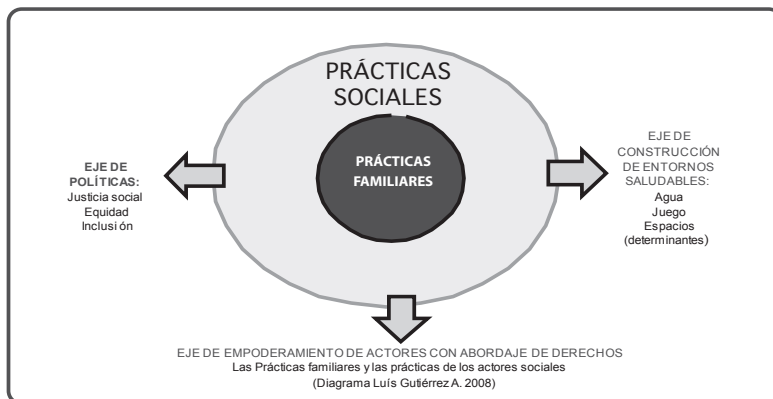 PRÁCTICAS
SOCIALES
PRÁCTICAS
FAMILIARES
EJE DE
POLÍTICAS:
Justicia social
Equidad
Inclusi ón
EJE DE
CONSTRUCCIÓN
DE ENTORNOS
SALUDABLES:
Agua
Juego
Espacios
(determinantes)
EJE DE EMPODERAMIENTO DE ACTORES CON ABORDAJE DE DERECHOS
Las Prácticas familiares y las prácticas de los actores sociales
(Diagrama Luís Gutiérrez A. 2008)